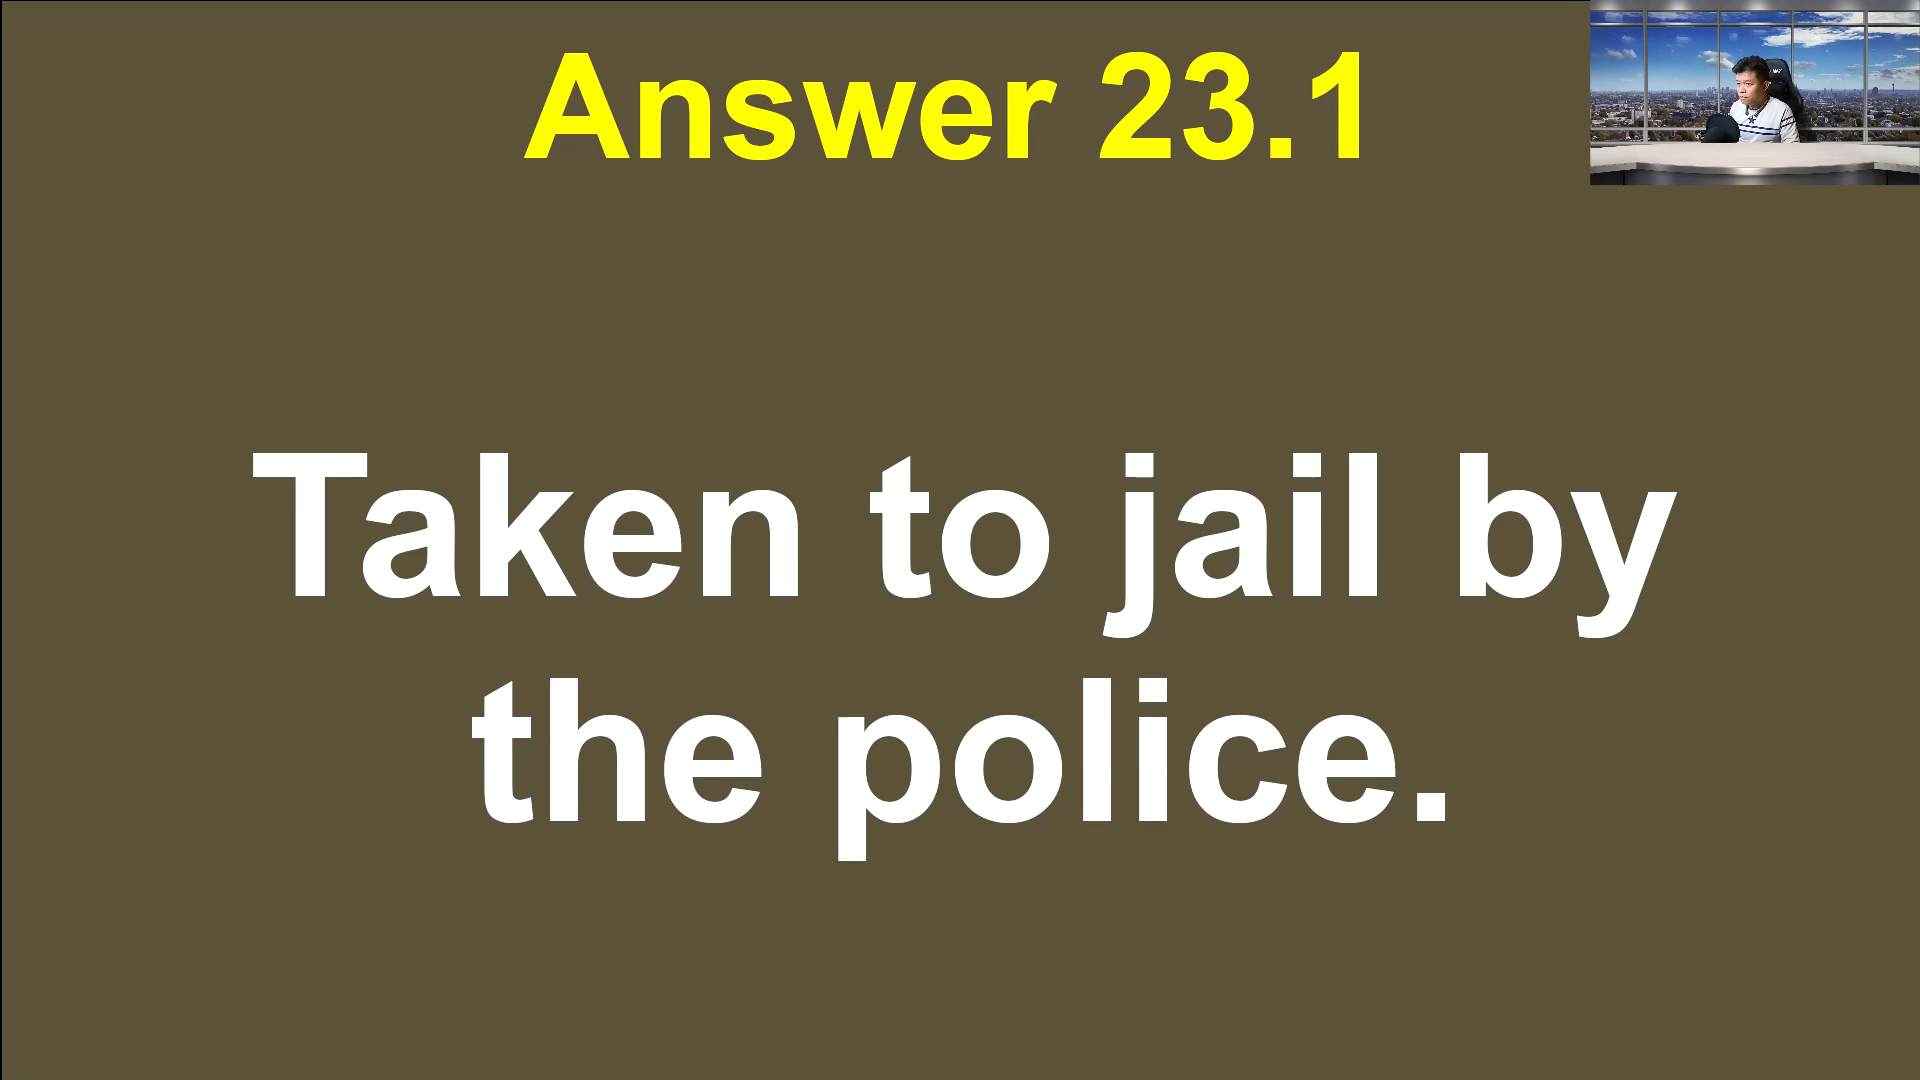 Answer 23.1
Taken to jail by
the police.